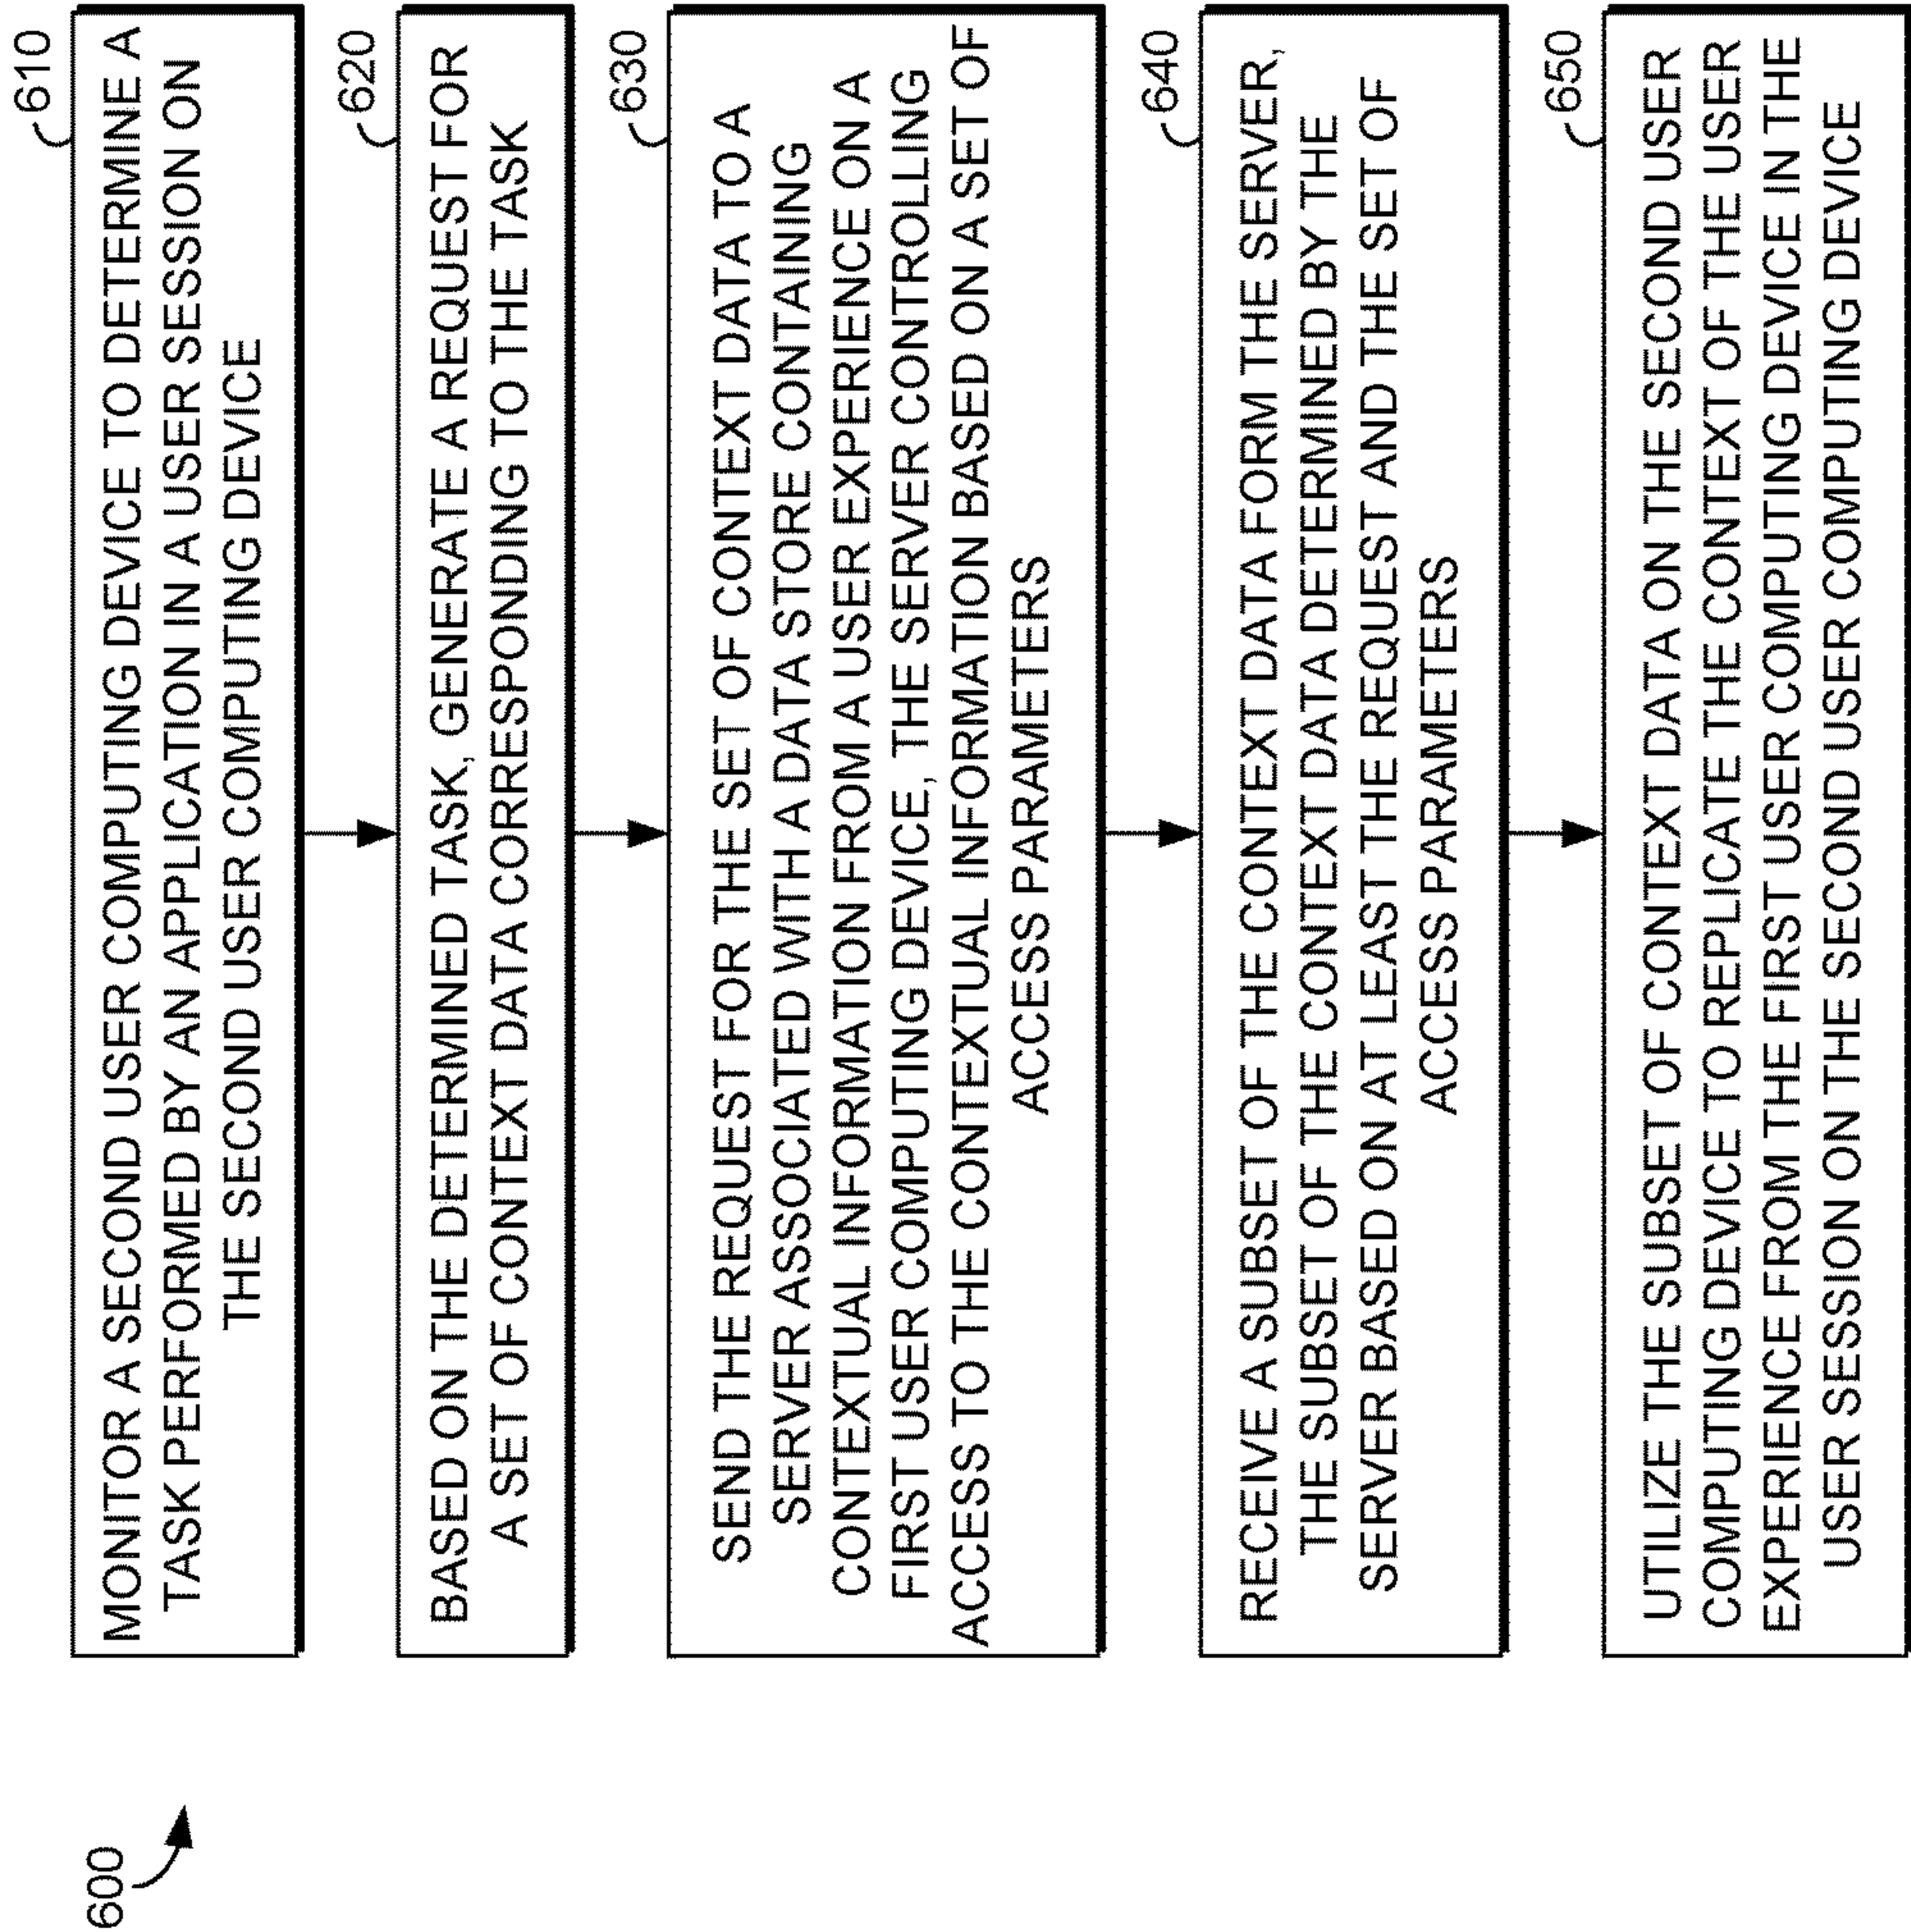 600
610
MONITOR A SECOND USER COMPUTING DEVICE TO DETERMINE A
TASK PERFORMED BY AN APPLICATION IN A USER SESSION ON
THE SECOND USER COMPUTING DEVICE
620
BASED ON THE DETERMINED TASK, GENERATE A REQUEST FOR
A SET OF CONTEXT DATA CORRESPONDING TO THE TASK
630
SEND THE REQUEST FOR THE SET OF CONTEXT DATA TO A
SERVER ASSOCIATED WITH A DATA STORE CONTAINING
CONTEXTUAL INFORMATION FROM A USER EXPERIENCE ON A
FIRST USER COMPUTING DEVICE, THE SERVER CONTROLLING
ACCESS TO THE CONTEXTUAL INFORMATION BASED ON A SET OF
ACCESS PARAMETERS
640
RECEIVE A SUBSET OF THE CONTEXT DATA FORM THE SERVER,
THE SUBSET OF THE CONTEXT DATA DETERMINED BY THE
SERVER BASED ON AT LEAST THE REQUEST AND THE SET OF
ACCESS PARAMETERS
650
UTILIZE THE SUBSET OF CONTEXT DATA ON THE SECOND USER
COMPUTING DEVICE TO REPLICATE THE CONTEXT OF THE USER
EXPERIENCE FROM THE FIRST USER COMPUTING DEVICE IN THE
USER SESSION ON THE SECOND USER COMPUTING DEVICE